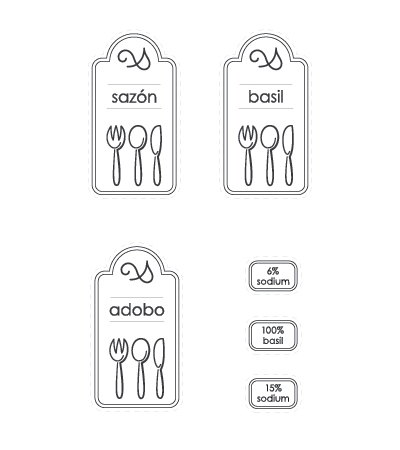 sazón
basil
adobo
6%
sodium
100%
basil
15%
sodium